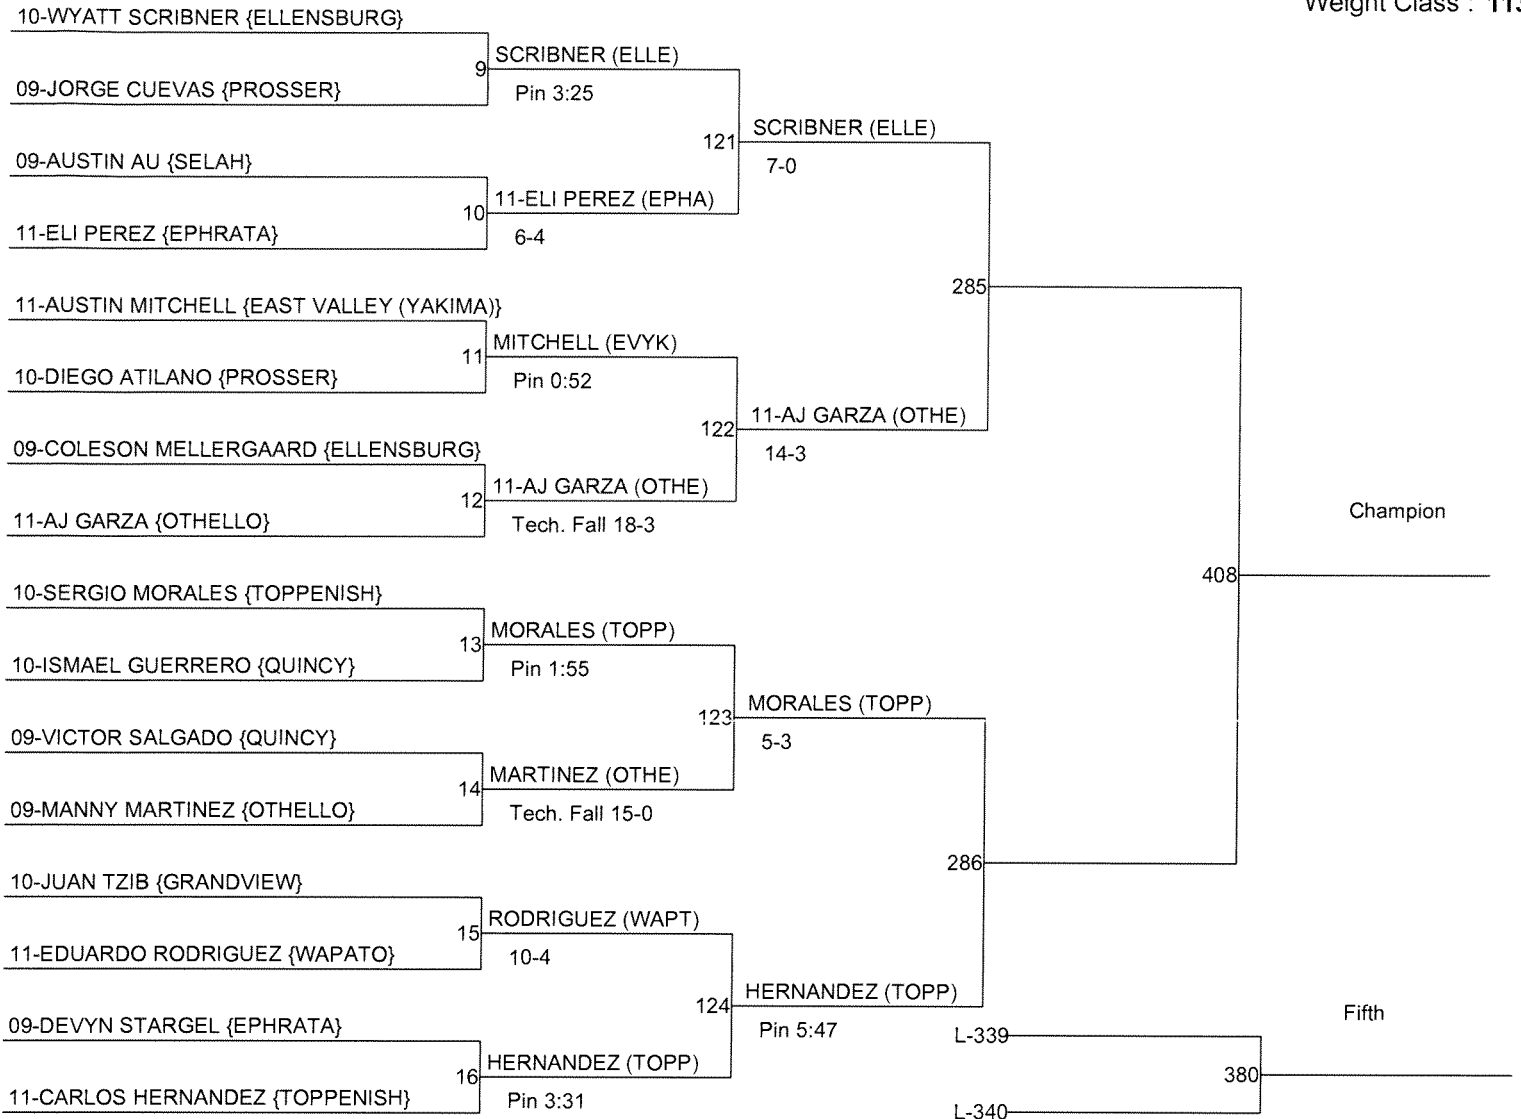 Weight Class :
10-WYATT SCRIBNER {ELLENSBURG}
9
SCRIBNER (ELLE)
Pin 3:25
09-JORGE CUEVAS {PROSSER}
121
SCRIBNER (ELLE)
7-0
09-AUSTIN AU {SELAH}
10
11-ELI PEREZ (EPHA)
6-4
11-ELI PEREZ {EPHRATA}
285
11-AUSTIN MITCHELL {EAST VALLEY (YAKIMA)}
11
MITCHELL (EVYK)
Pin 0:52
10-DIEGO ATILANO {PROSSER}
122
11-AJ GARZA (OTHE)
14-3
09-COLESON MELLERGAARD {ELLENSBURG}
12
11-AJ GARZA (OTHE)
Tech. Fall 18-3
11-AJ GARZA {OTHELLO}
Champion
408
10-SERGIO MORALES {TOPPENISH}
13
MORALES (TOPP)
Pin 1:55
10-ISMAEL GUERRERO {QUINCY}
123
MORALES (TOPP)
5-3
09-VICTOR SALGADO {QUINCY}
14
MARTINEZ (OTHE)
Tech. Fall 15-0
09-MANNY MARTINEZ {OTHELLO}
286
10-JUAN TZIB {GRANDVIEW}
15
RODRIGUEZ (WAPT)
10-4
11-EDUARDO RODRIGUEZ {WAPATO}
124
HERNANDEZ (TOPP)
Pin 5:47
09-DEVYN STARGEL {EPHRATA}
16
HERNANDEZ (TOPP)
Pin 3:31
11-CARLOS HERNANDEZ {TOPPENISH}
Fifth
L-339
380
L-340